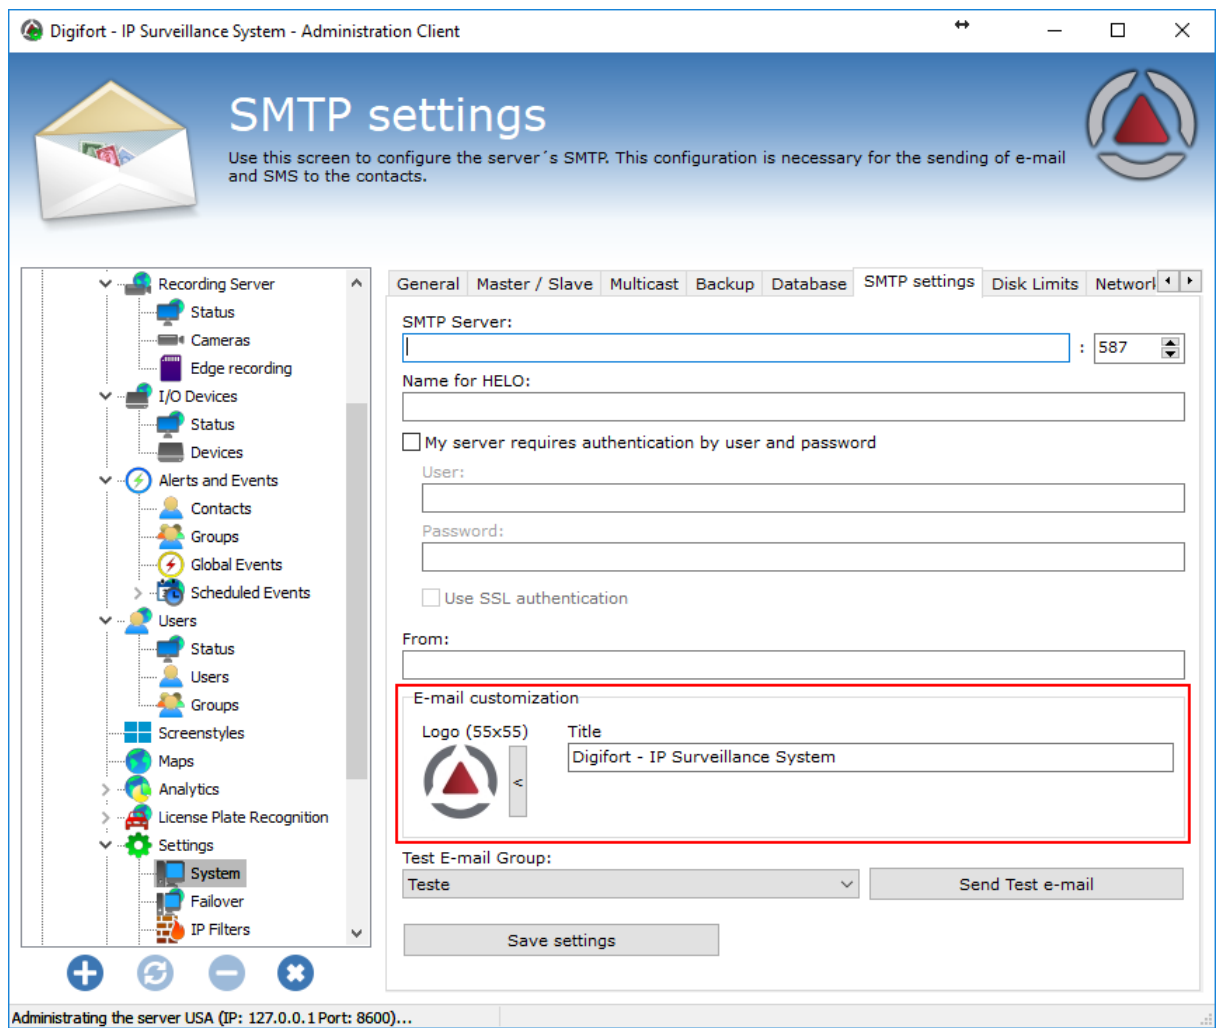 Digifort - IP Surveillance System - Administration Client
SMTP settings
Use this screen to configure the server´s SMTP. This configuration is necessary for the sending of e-mail
and SMS to the contacts.
Recording Server
Status
Cameras
Edge recording
I/O Devices
Status
Devices
Alerts and Events
Contacts
Groups
Global Events
Scheduled Events
Users
Status
Users
Groups
Screenstyles
Maps
Analytics
License Plate Recognition
Settings
System
Failover
IP Filters
General Master / Slave Multicast Backup Database SMTP settings Disk Limits Network
SMTP Server:
: 587
Name for HELO:
My server requires authentication by user and password
User:
Password:
Use SSL authentication
From:
E-mail customization
Logo (55x55) Title
< Digifort - IP Surveillance System
Test E-mail Group:
Teste Send Test e-mail
Save settings
Administrating the server USA (IP: 127.0.0.1 Port: 8600)...